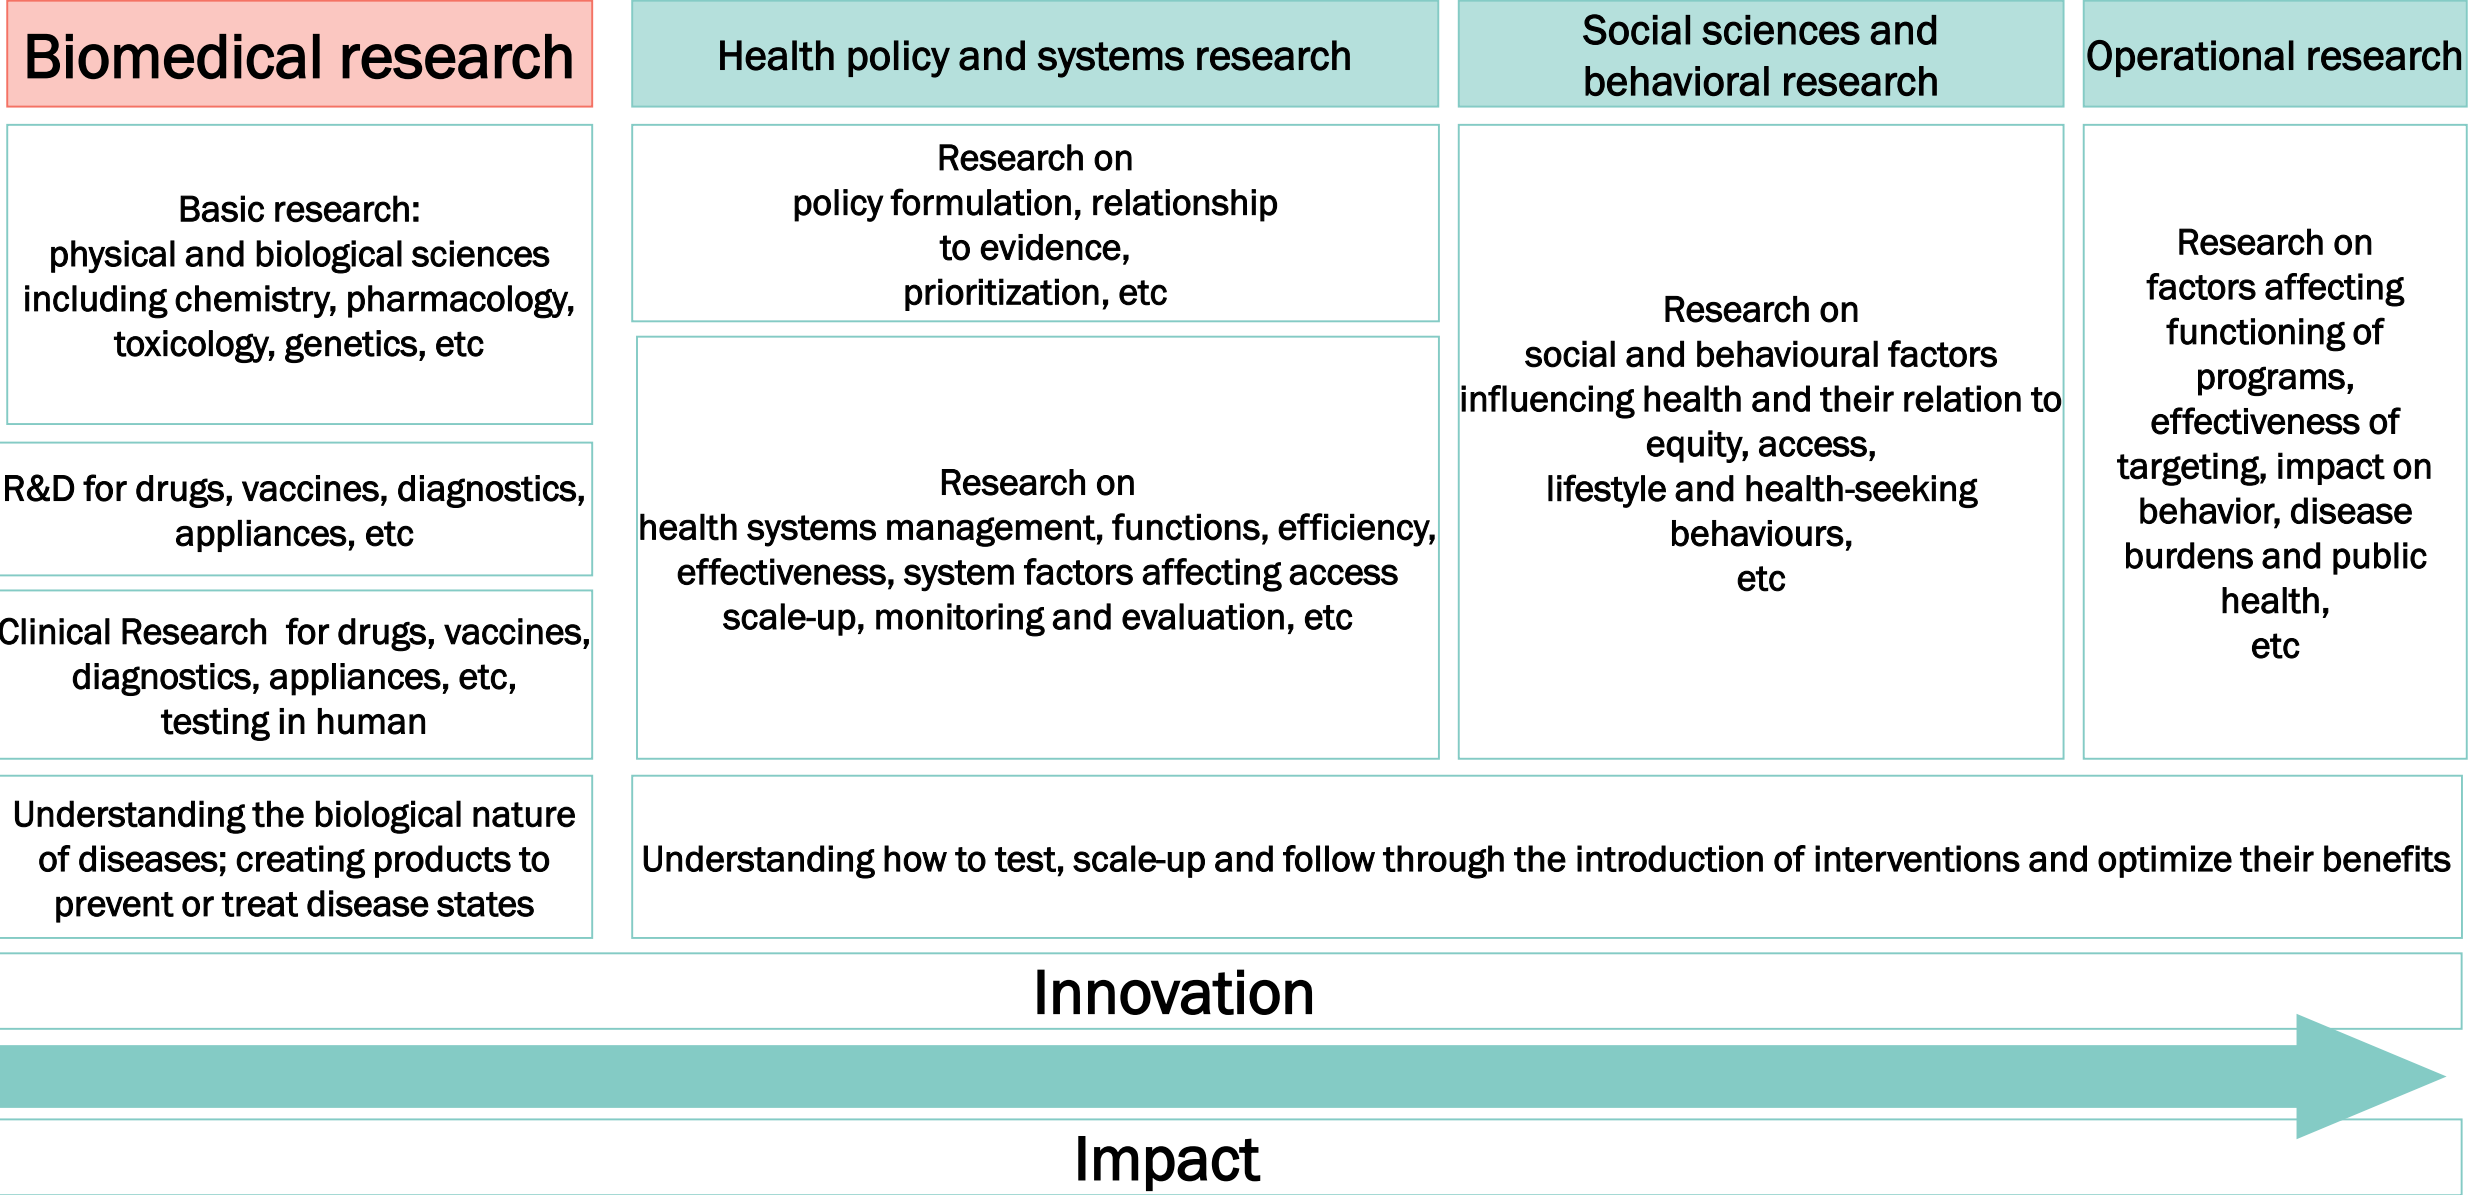 Biomedical research
Health policy and systems research
Social sciences and
behavioral research
Operational research
Basic research:
physical and biological sciences
including chemistry, pharmacology,
toxicology, genetics, etc
R&D for drugs, vaccines, diagnostics,
appliances, etc
Clinical Research  for drugs, vaccines,
diagnostics, appliances, etc,
testing in human
Understanding the biological nature
of diseases; creating products to
prevent or treat disease states
Research on
policy formulation, relationship
to evidence,
prioritization, etc
Research on
health systems management, functions, efficiency,
effectiveness, system factors affecting access
scale-up, monitoring and evaluation, etc
Research on
social and behavioural factors
influencing health and their relation to
equity, access,
lifestyle and health-seeking
behaviours,
etc
Research on
factors affecting
functioning of
programs,
effectiveness of
targeting, impact on
behavior, disease
burdens and public
health,
etc
Understanding how to test, scale-up and follow through the introduction of interventions and optimize their benefits
Innovation
Impact